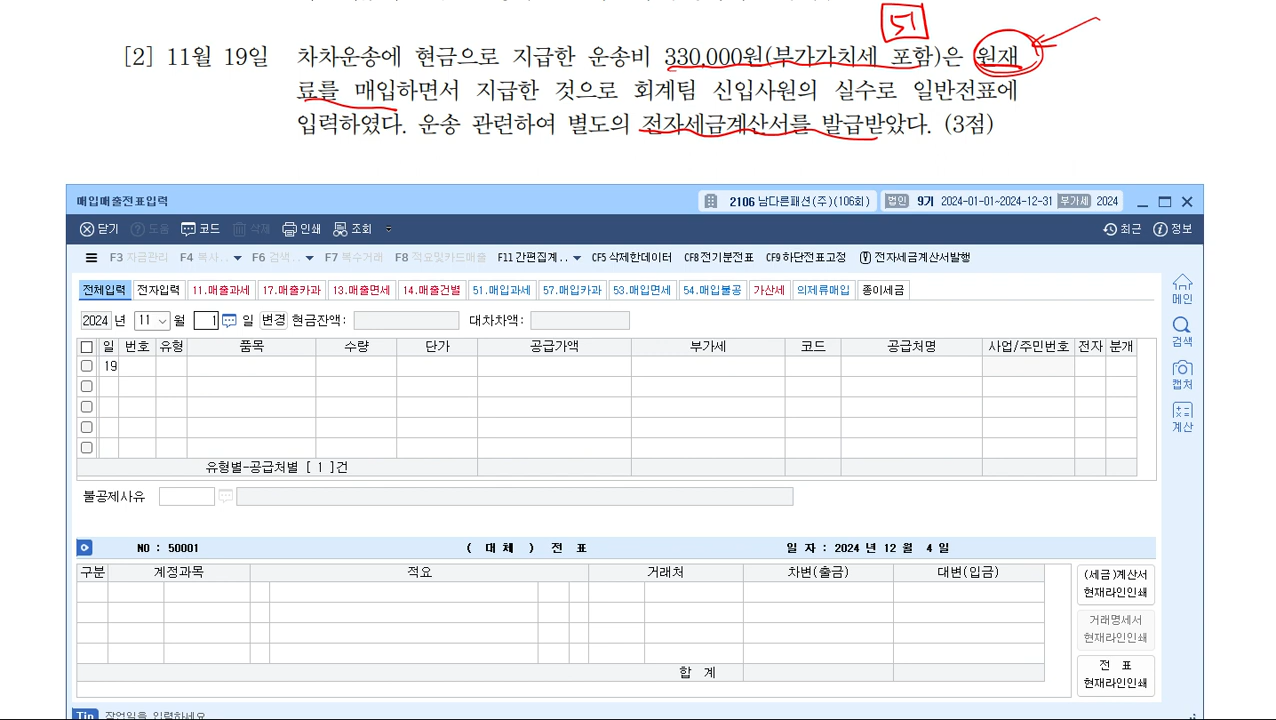 51
[2] 11월 19일 차차운송에 현금으로 지급한 운송비 330,000원(부가가치세 포함)은 원재
료를 매입하면서 지급한 것으로 회계팀 신입사원의 실수로 일반전표에
입력하였다. 운송 관련하여 별도의 전자세금계산서를 발급받았다. (3점)
매입매출전표입력 2106 남다른패션(주)(106회) 법인 9기 2024-01-01~2024-12-31 부가세 2024
닫기 도움 코드 삭제 인쇄 조회 최근 정보
F3 자금관리 F4 복사.. F6 검색.. F7 복수거래 F8 적요및카드매출 F11 간편집계.. CF5 삭제한데이터 CF8 전기분전표 CF9 하단전표고정 전자세금계산서발행
전체입력 전자입력 11.매출과세 17.매출카과 13.매출면세 14.매출건별 51.매입과세 57.매입카과 53.매입면세 54.매입불공 가산세 의제류매입 종이세금
메인
2024 년 11 월 1 일 변경 현금잔액: 대차차액:
검색
일 번호 유형 품목 수량 단가 공급가액 부가세 코드 공급처명 사업/주민번호 전자 분개
19
캡처
계산
유형별-공급처별 [ 1 ]건
불공제사유
NO : 50001 ( 대 체 ) 전 표 일 자 : 2024 년 12 월 4 일
구분 계정과목 적요 거래처 차변(출금) 대변(입금)
(세금)계산서
현재라인인쇄
거래명세서
현재라인인쇄
전 표
현재라인인쇄
합 계
Tip 작업일을 입력하세요